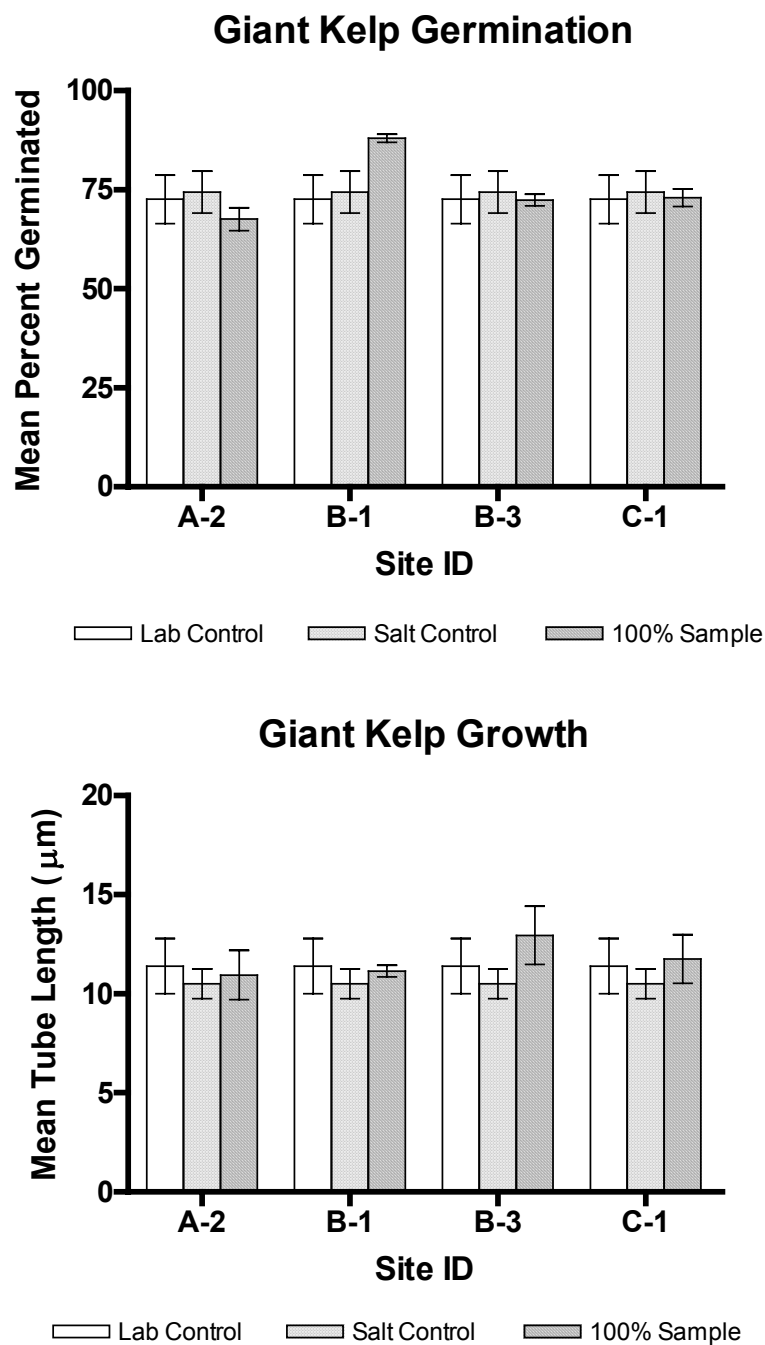 Giant Kelp Germination
Mean Percent Germinated
100
75
50
25
0
A-2 B-1 B-3 C-1
Site ID
Lab Control Salt Control 100% Sample
Giant Kelp Growth
Mean Tube Length ( μm)
20
15
10
5
0
A-2 B-1 B-3 C-1
Site ID
Lab Control Salt Control 100% Sample